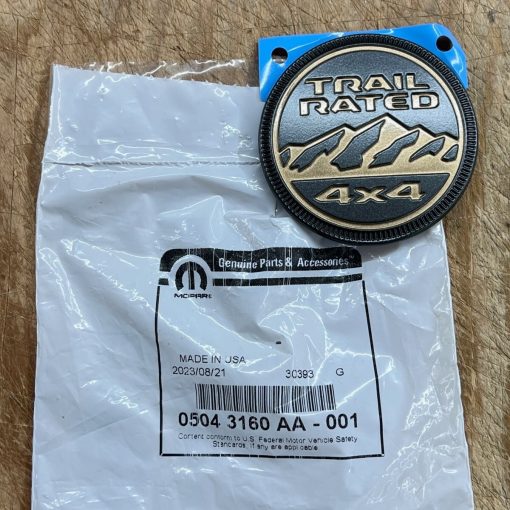 TRAIL
RATED
4x4
Genuine Parts & Accessories
MOPAR
MADE IN USA
2023/08/21 30393 G
0504 3160 AA - 001
Content conform to U.S. Federal Motor Vehicle Safety
Standards, if any are applicable